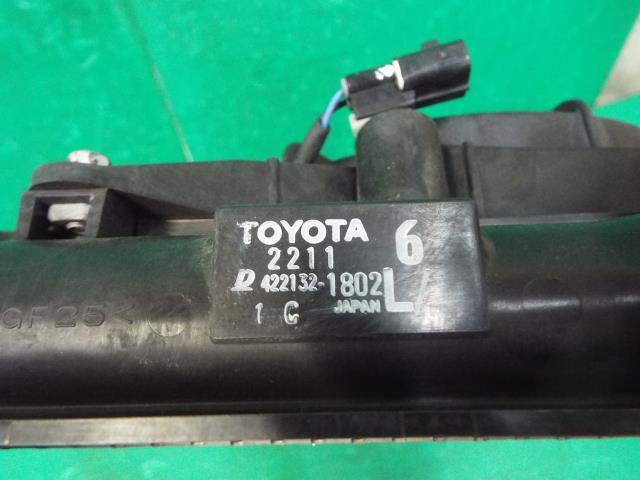 TOYOTA 6
2211
D 422132-1802 L
1 C JAPAN
GF25<